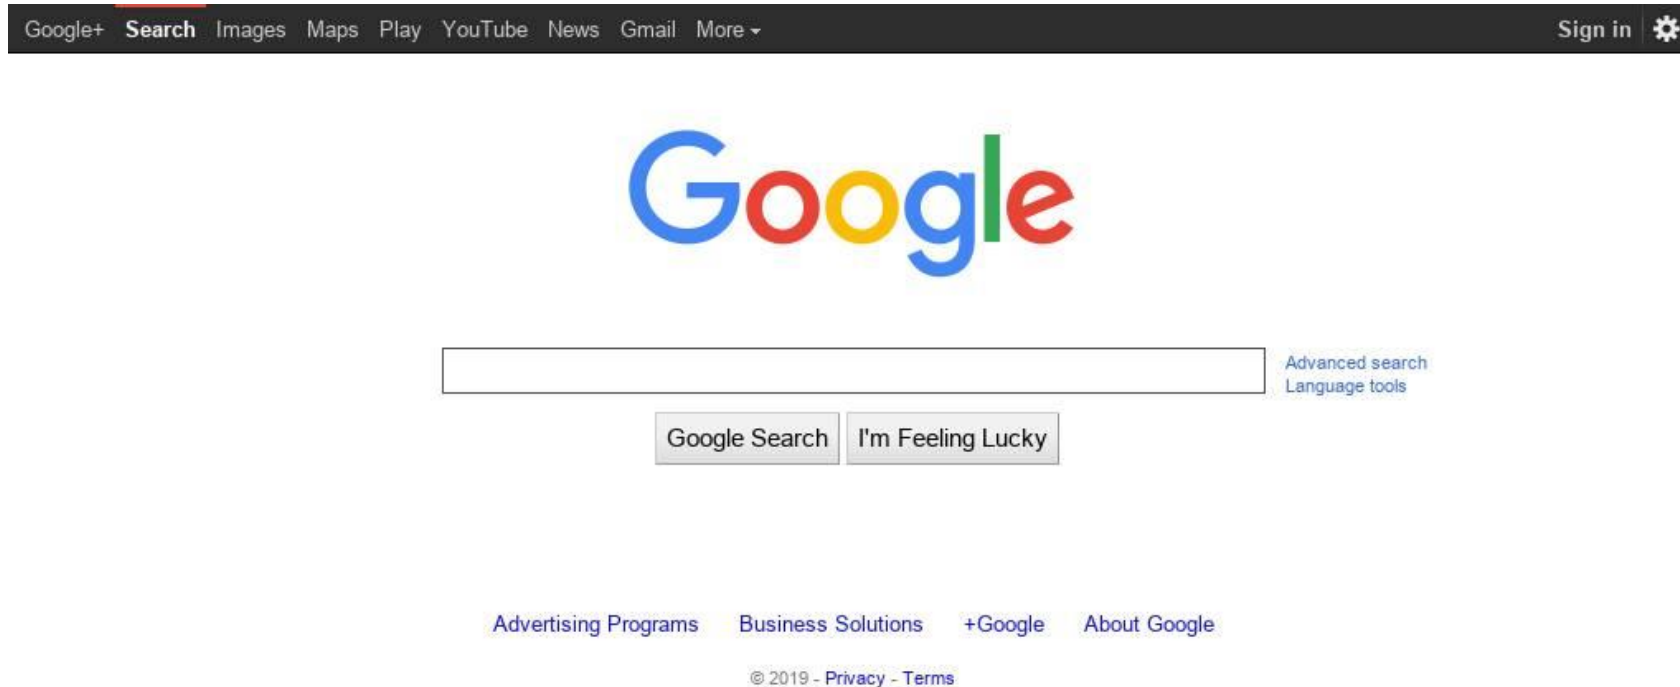 Google+ Search Images Maps Play YouTube News Gmail More Sign in
Google
Advanced search
Language tools
Google Search I'm Feeling Lucky
Advertising Programs Business Solutions +Google About Google
© 2019 - Privacy - Terms